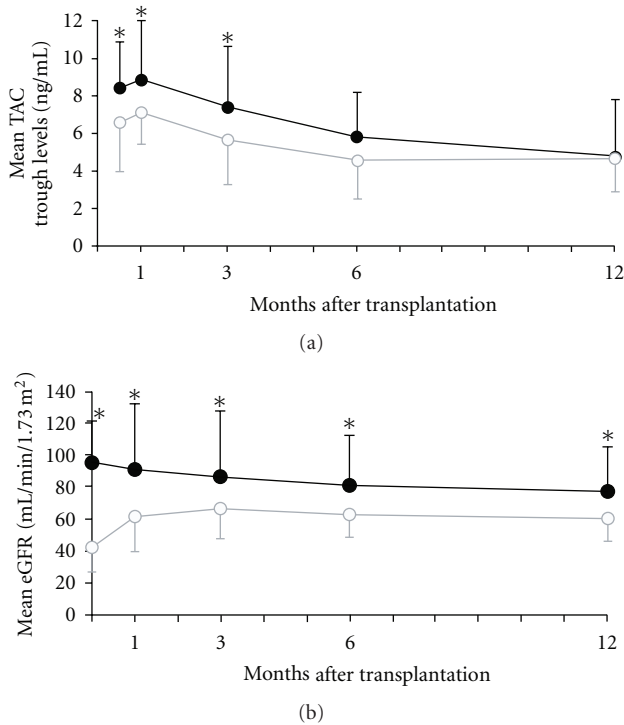 Mean TAC
trough levels (ng/mL)
12
10
8
6
4
2
0
* * *
1 3 6 12
Months after transplantation
(a)
Mean eGFR (mL/min/1.73 m²)
140
120
100
80
60
40
20
0
* * * * *
1 3 6 12
Months after transplantation
(b)